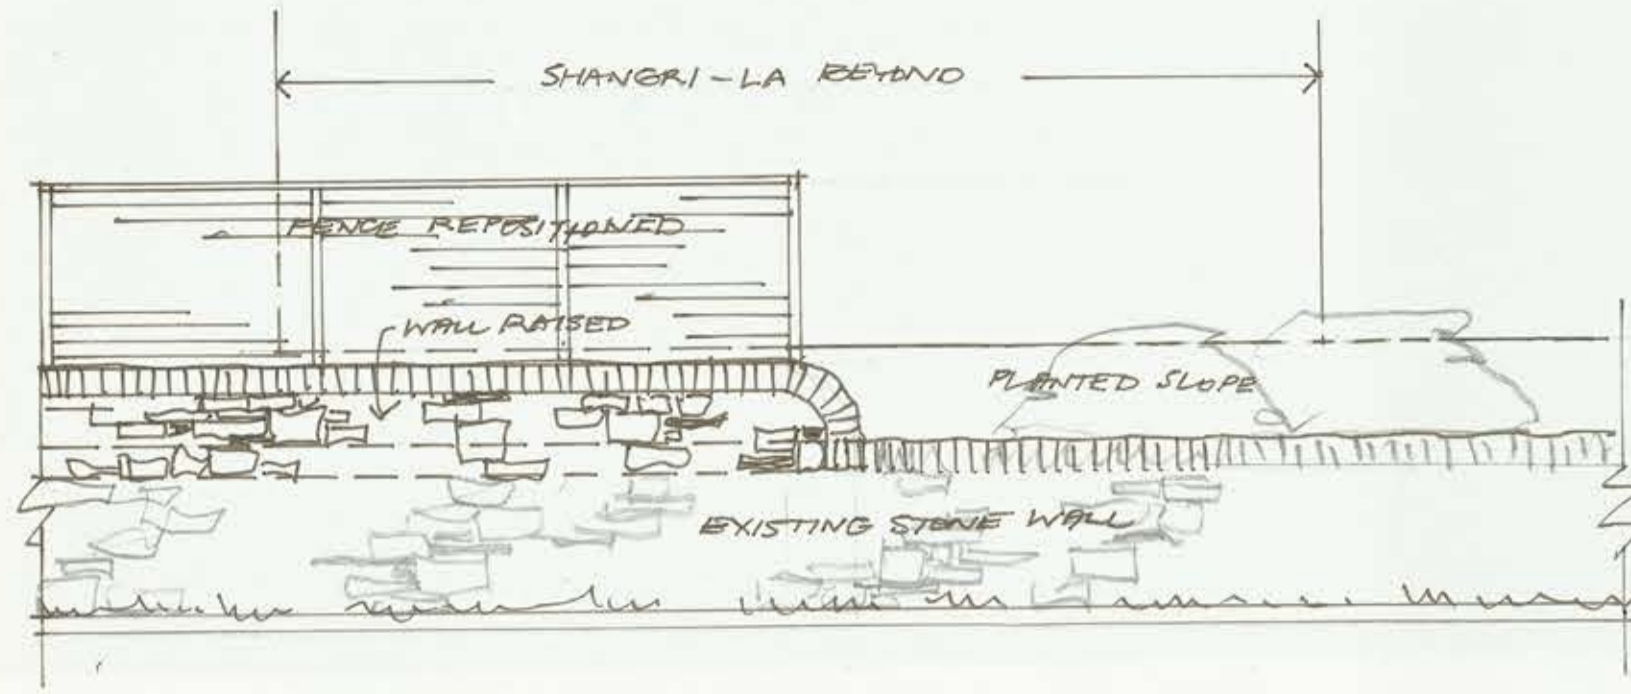 SHANGRI-LA BEYOND
FENCE REPOSITIONED
WALL RAISED
PLANTED SLOPE
EXISTING STONE WALL